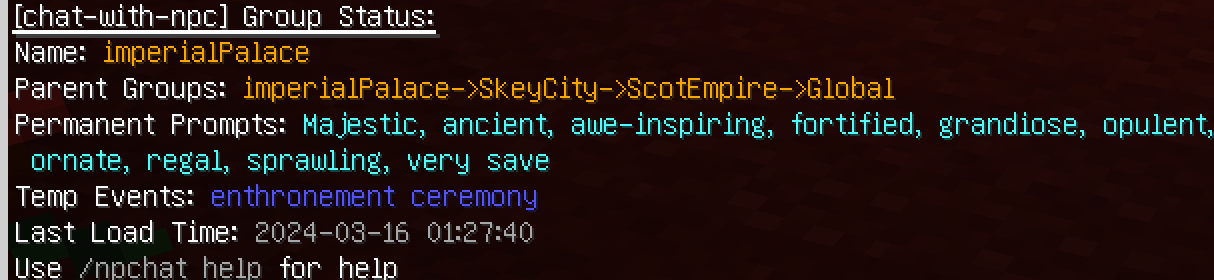 [chat-with-npc] Group Status:
Name: imperialPalace
Parent Groups: imperialPalace->SkeyCity->ScotEmpire->Global
Permanent Prompts: Majestic, ancient, awe-inspiring, fortified, grandiose, opulent,
ornate, regal, sprawling, very save
Temp Events: enthronement ceremony
Last Load Time: 2024-03-16 01:27:40
Use /npchat help for help